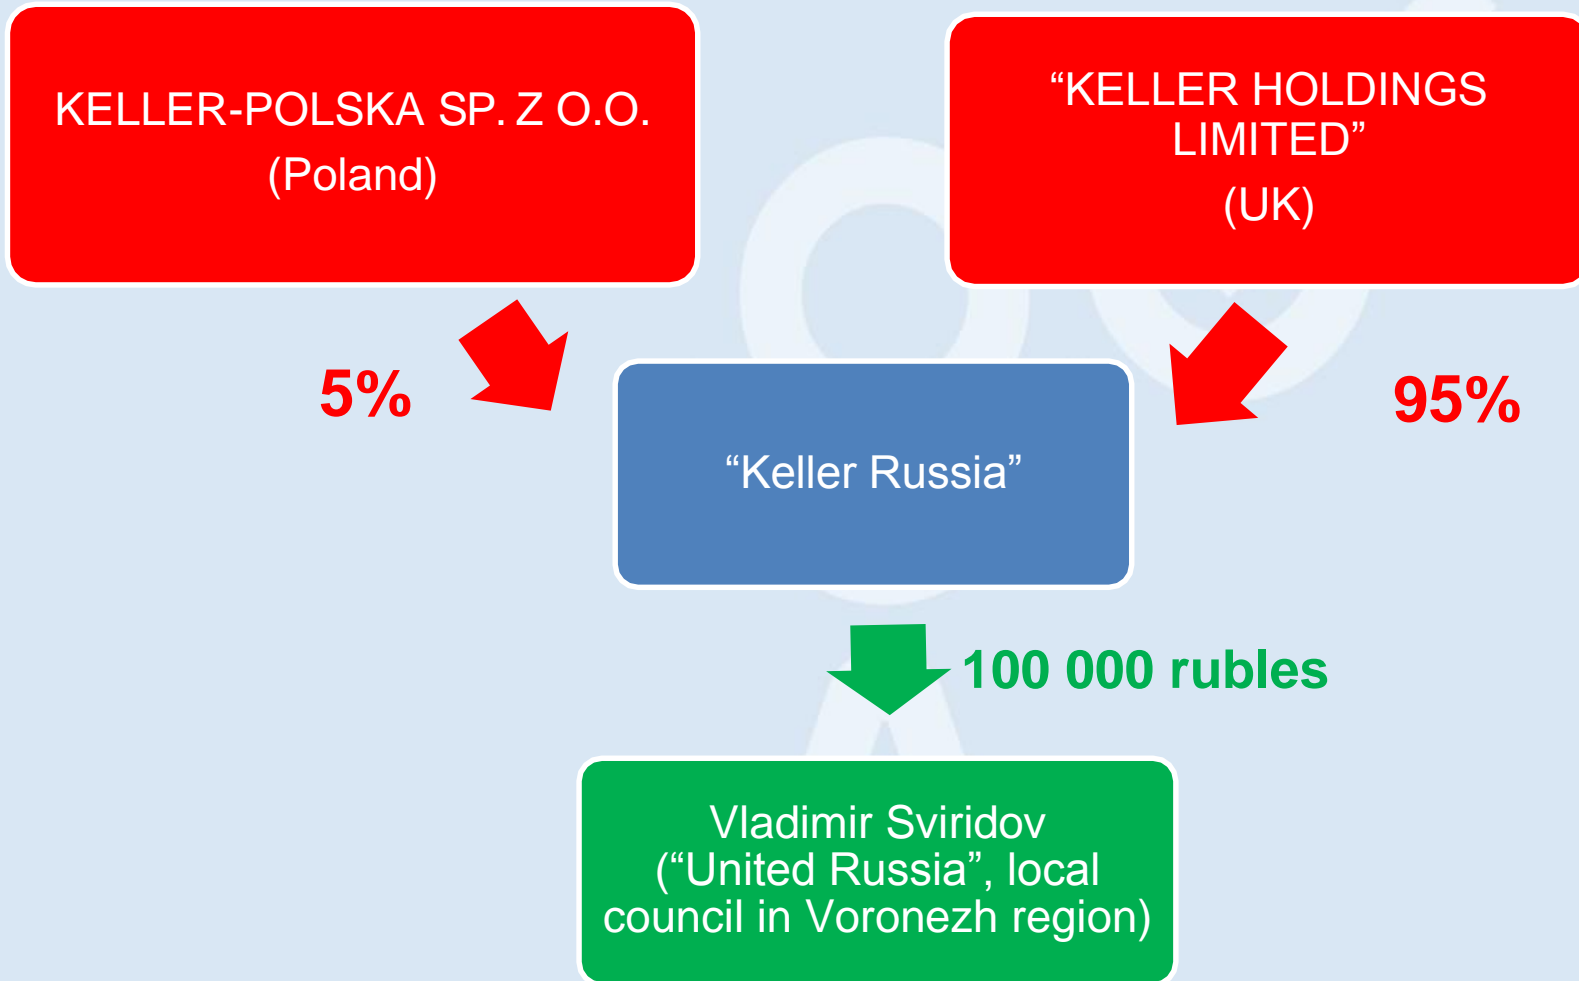 KELLER-POLSKA SP. Z O.O.
(Poland)
“KELLER HOLDINGS
LIMITED”
(UK)
5%
95%
“Keller Russia”
100 000 rubles
Vladimir Sviridov
(“United Russia”, local
council in Voronezh region)